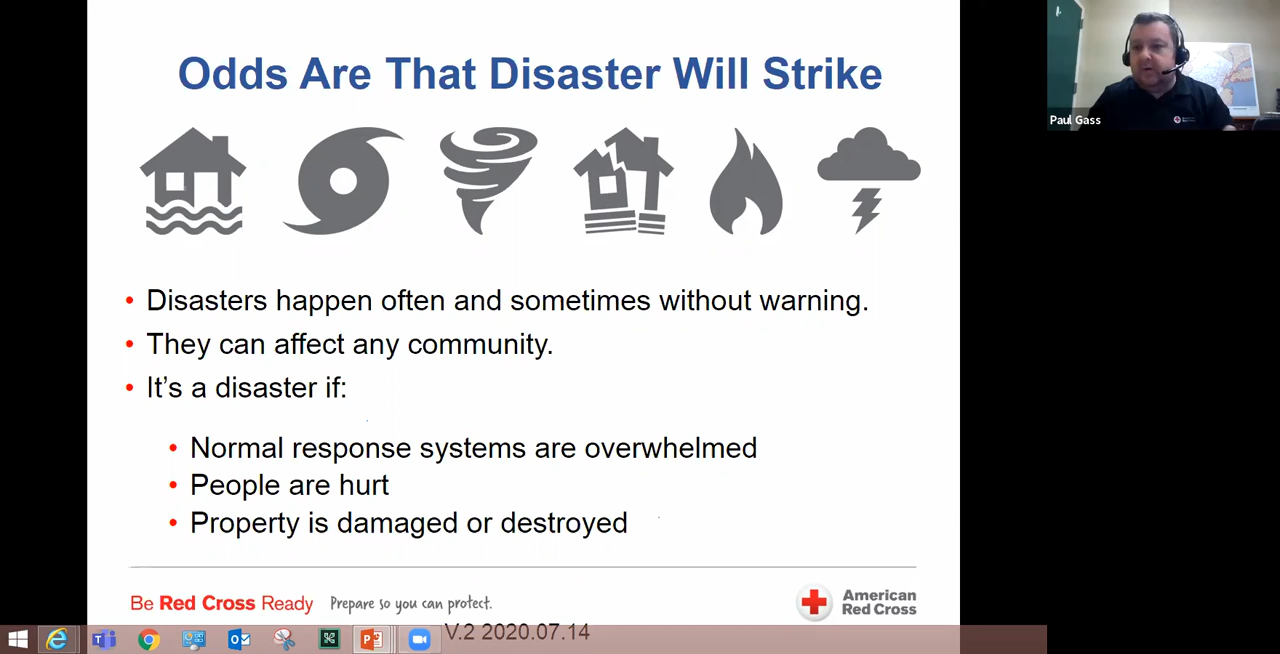 Odds Are That Disaster Will Strike
Paul Gass
• Disasters happen often and sometimes without warning.
• They can affect any community.
• It's a disaster if:
• Normal response systems are overwhelmed
• People are hurt
• Property is damaged or destroyed
Be Red Cross Ready
Prepare so you can protect.
American
Red Cross
V.2 2020.07.14